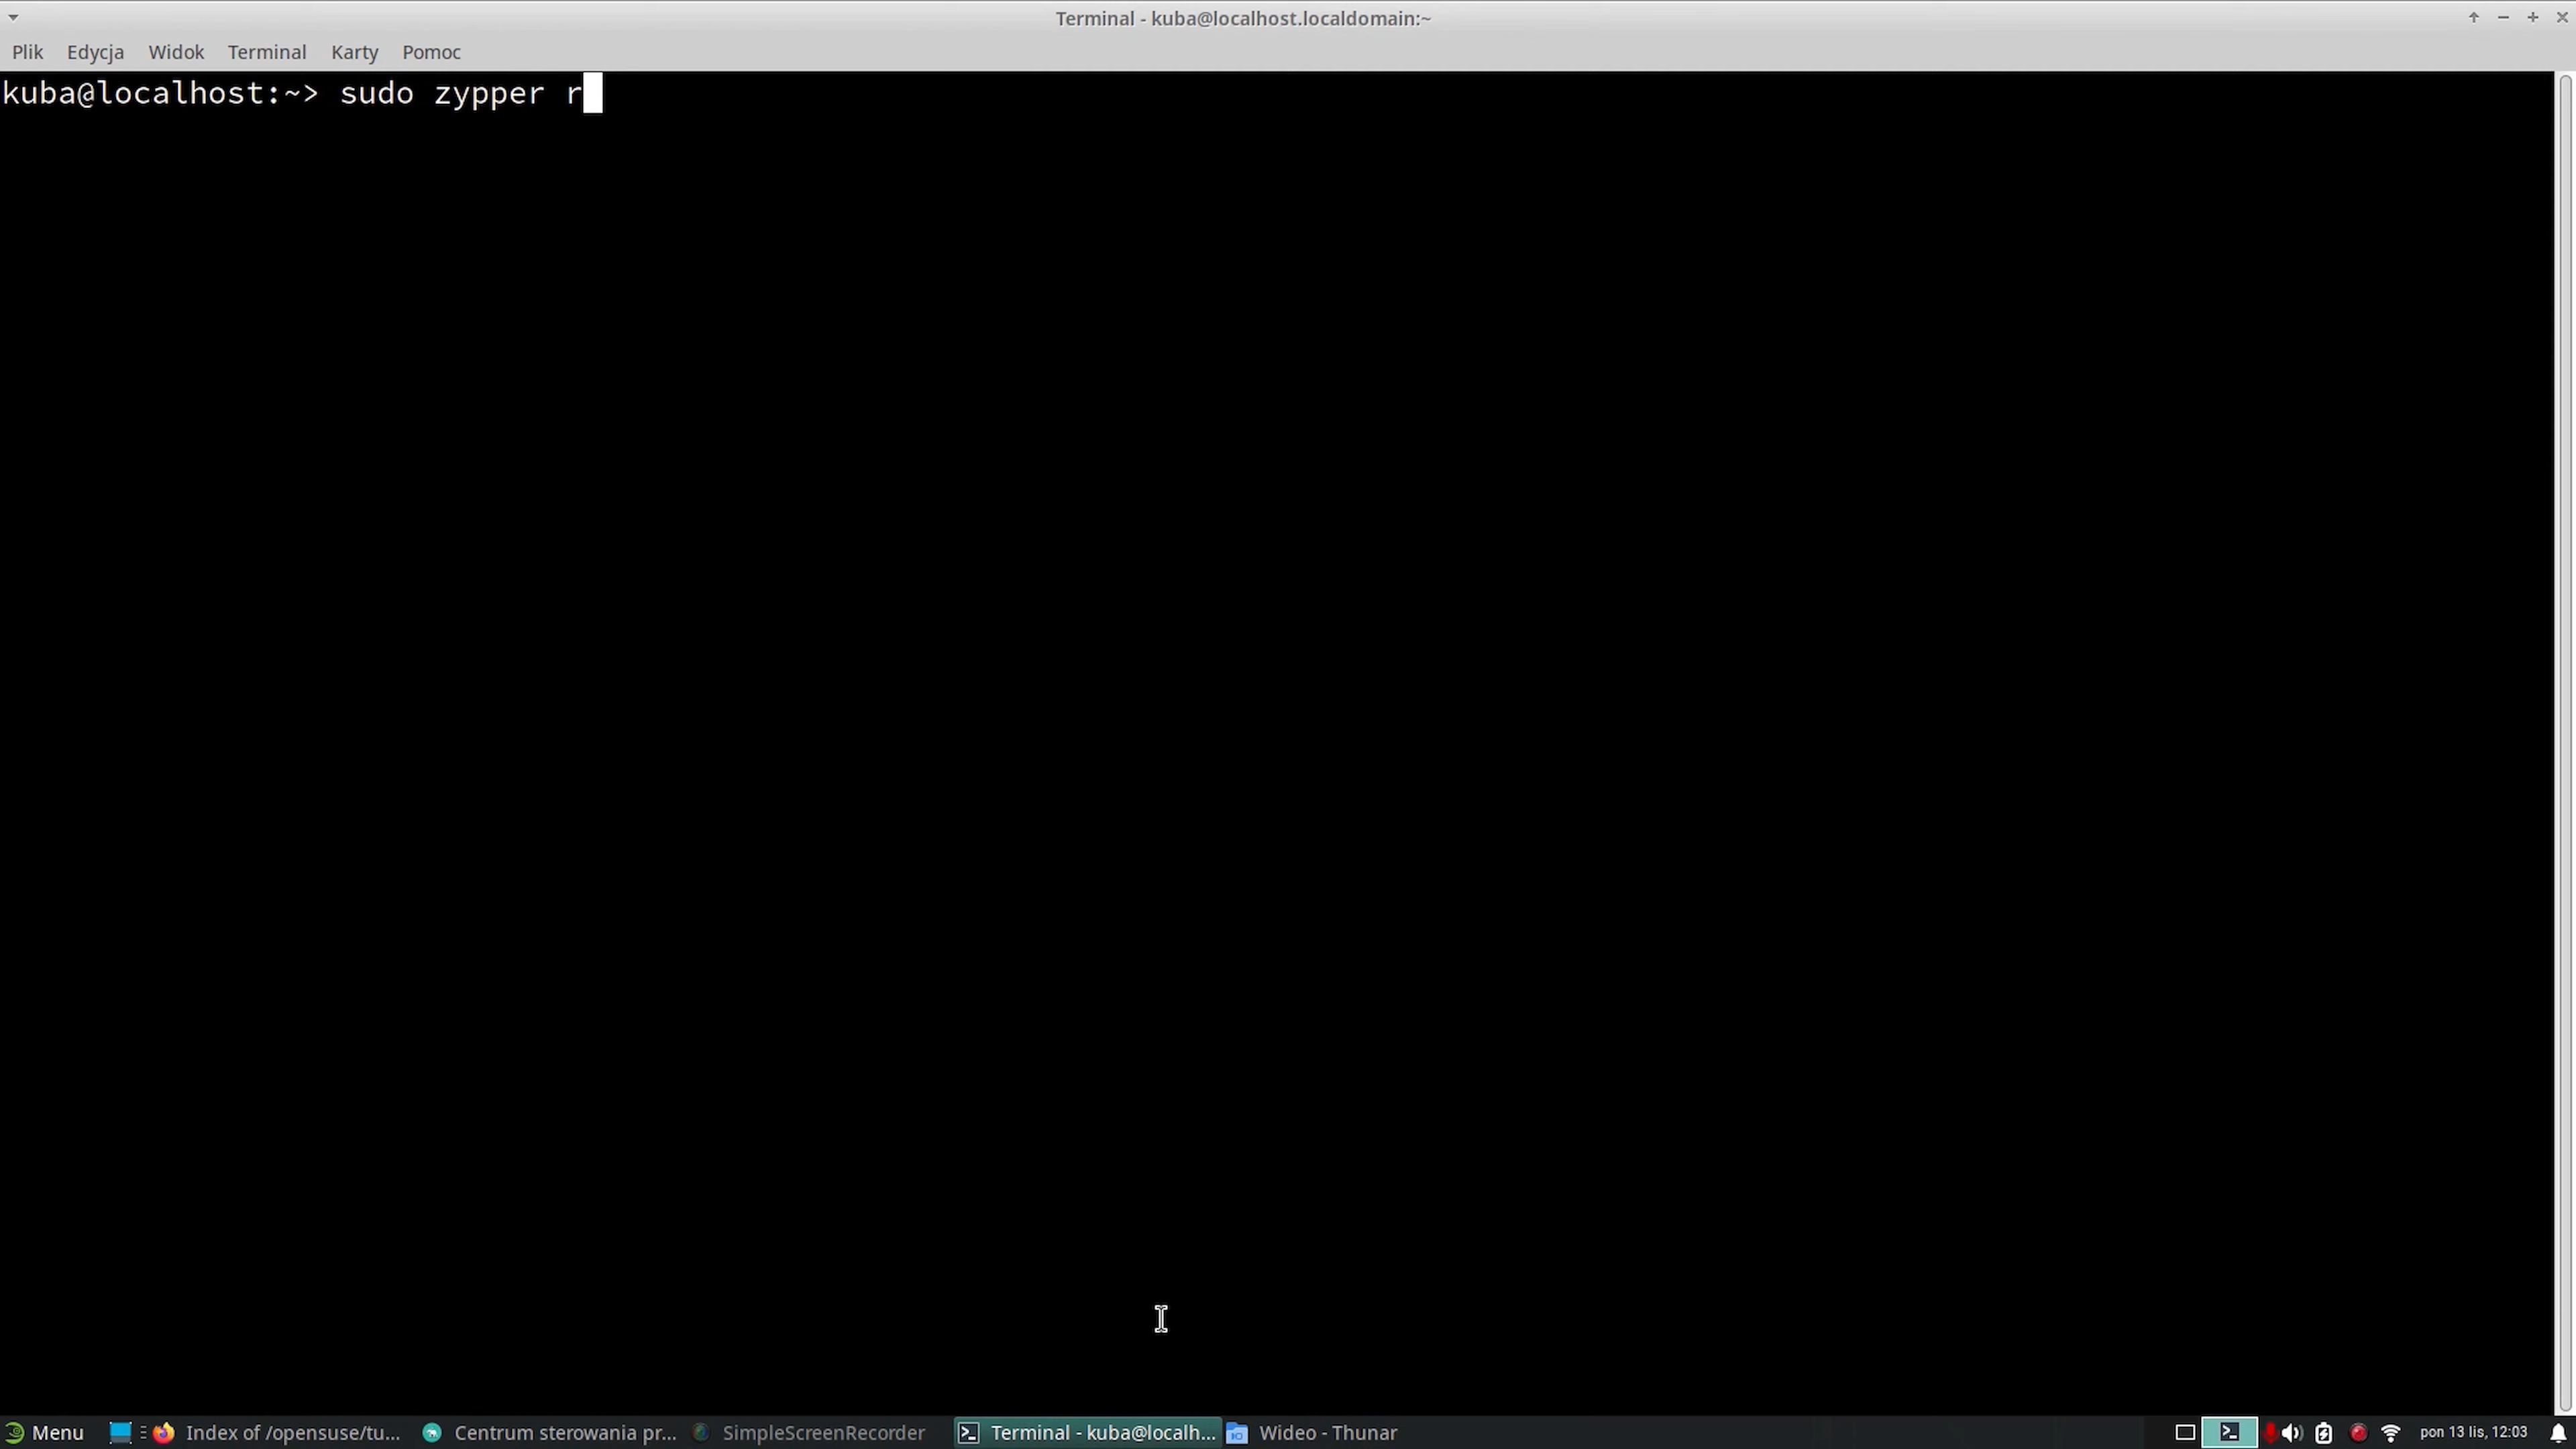 Terminal - kuba@localhost.localdomain:~
Plik Edycja Widok Terminal Karty Pomoc
kuba@localhost:~> sudo zypper r
Menu Index of /opensuse/tu... Centrum sterowania pr... SimpleScreenRecorder Terminal - kuba@localh... Wideo - Thunar pon 13 lis, 12:03